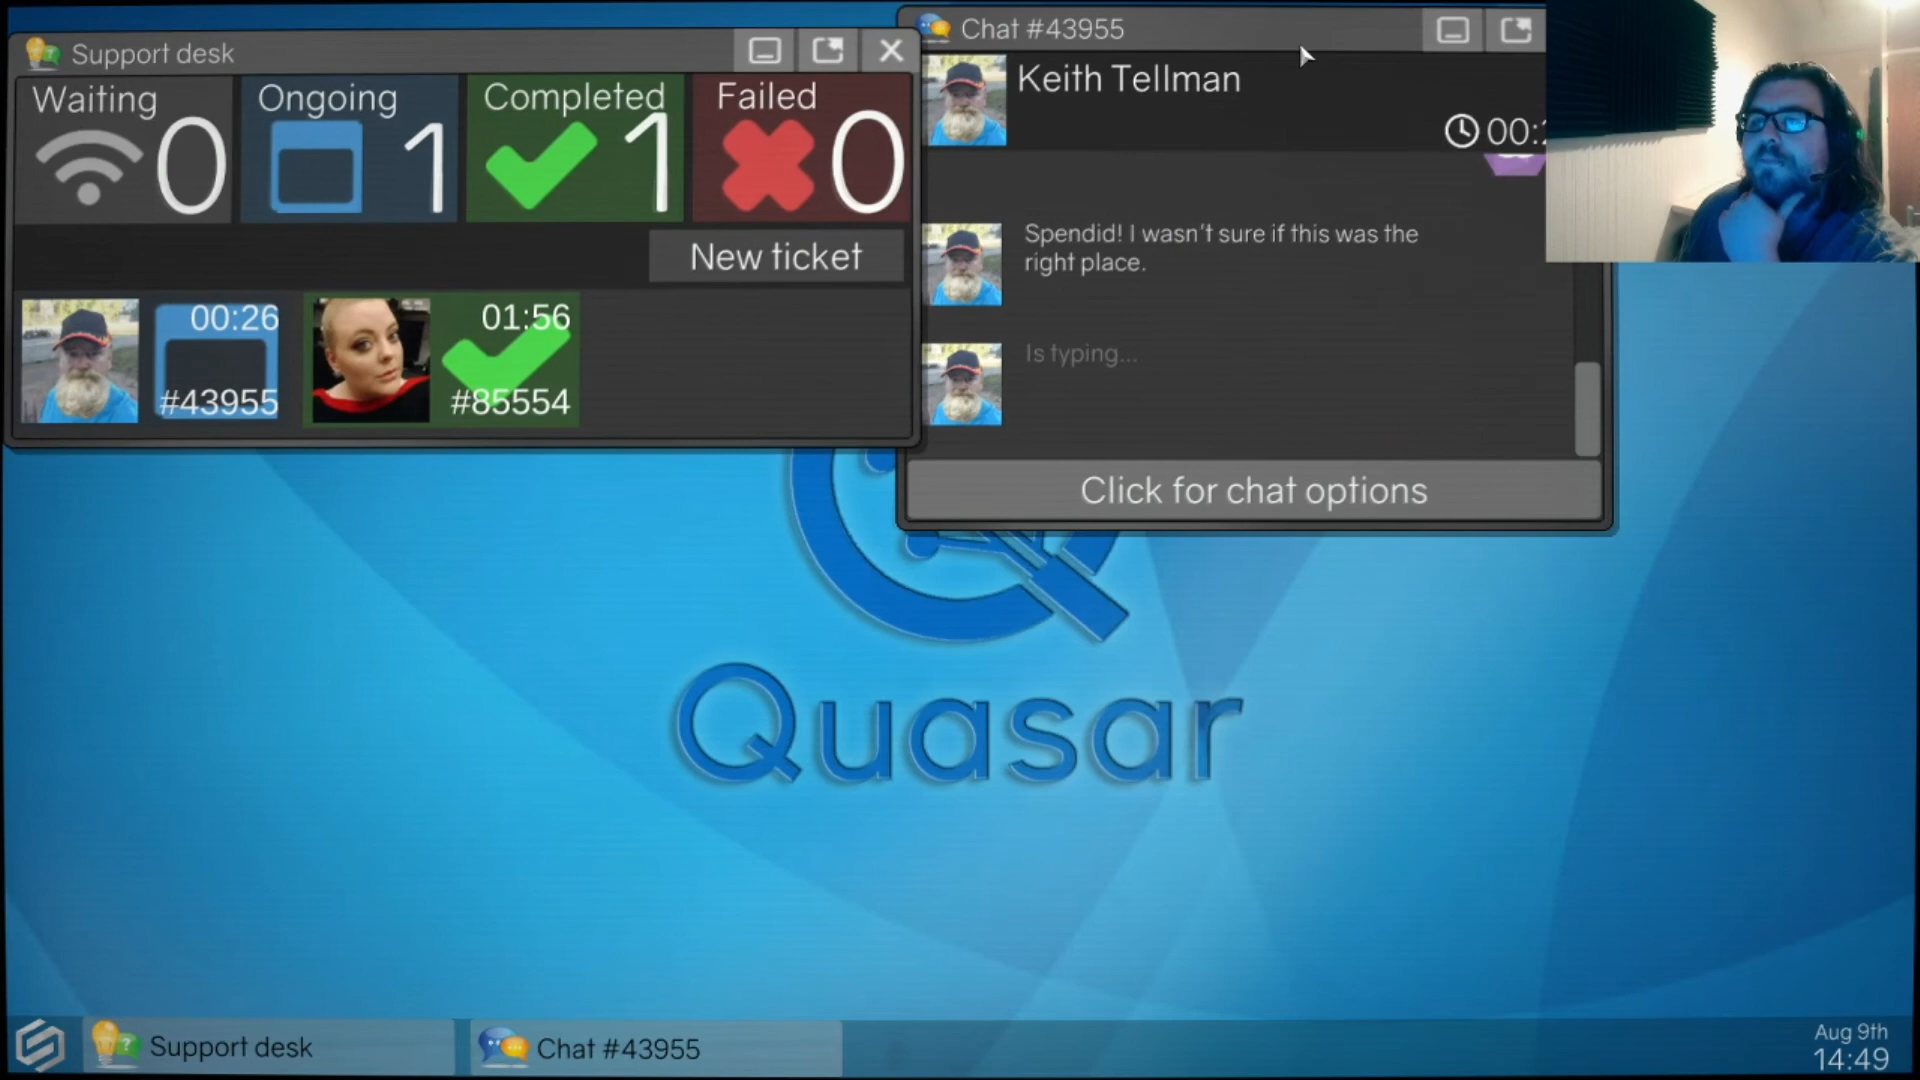 Support desk
Waiting
0
Ongoing
1
Completed
1
Failed
0
New ticket
00:26
#43955
01:56
#85554
Chat #43955
Keith Tellman
Spendid! I wasn't sure if this was the
right place.
Is typing...
Click for chat options
Quasar
Support desk
Chat #43955
Aug 9th
14:49